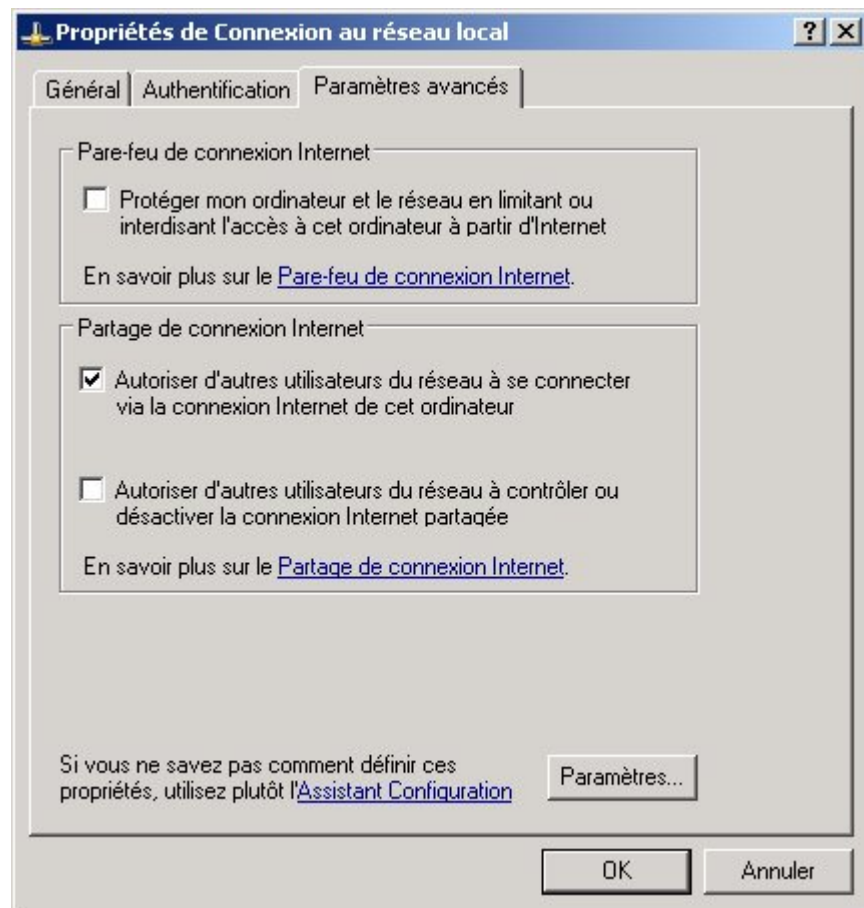 Propriétés de Connexion au réseau local
Général Authentification Paramètres avancés
Pare-feu de connexion Internet
Protéger mon ordinateur et le réseau en limitant ou
interdisant l'accès à cet ordinateur à partir d'Internet
En savoir plus sur le Pare-feu de connexion Internet.
Partage de connexion Internet
Autoriser d'autres utilisateurs du réseau à se connecter
via la connexion Internet de cet ordinateur
Autoriser d'autres utilisateurs du réseau à contrôler ou
désactiver la connexion Internet partagée
En savoir plus sur le Partage de connexion Internet.
Si vous ne savez pas comment définir ces
propriétés, utilisez plutôt l'Assistant Configuration
Paramètres...
OK Annuler